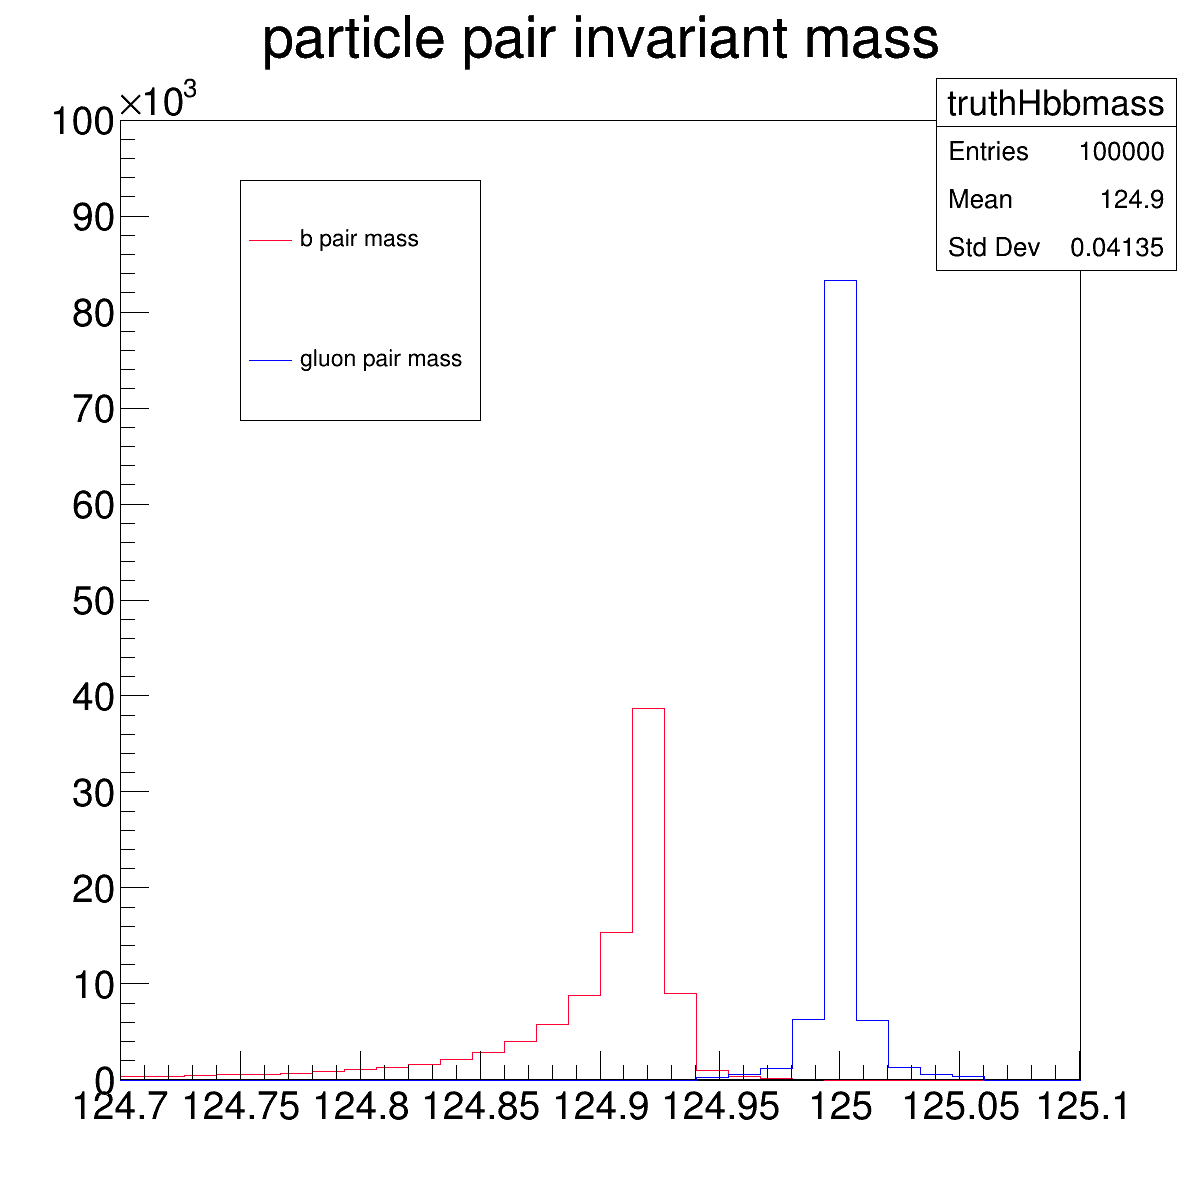 particle pair invariant mass
×10³
truthHbbmass
Entries 100000
Mean 124.9
Std Dev 0.04135
b pair mass
gluon pair mass
100
90
80
70
60
50
40
30
20
10
0
124.7 124.75 124.8 124.85 124.9 124.95 125 125.05 125.1